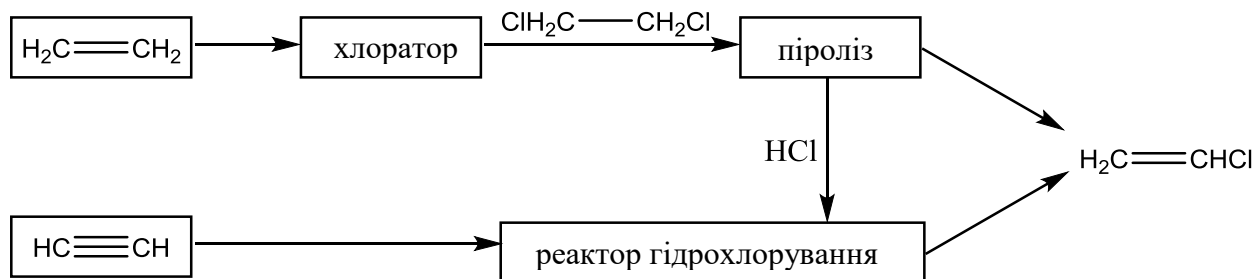 H₂C═CH₂
хлоратор
ClH₂C—CH₂Cl
піроліз
HCl
H₂C═CHCl
HC≡CH
реактор гідрохлорування